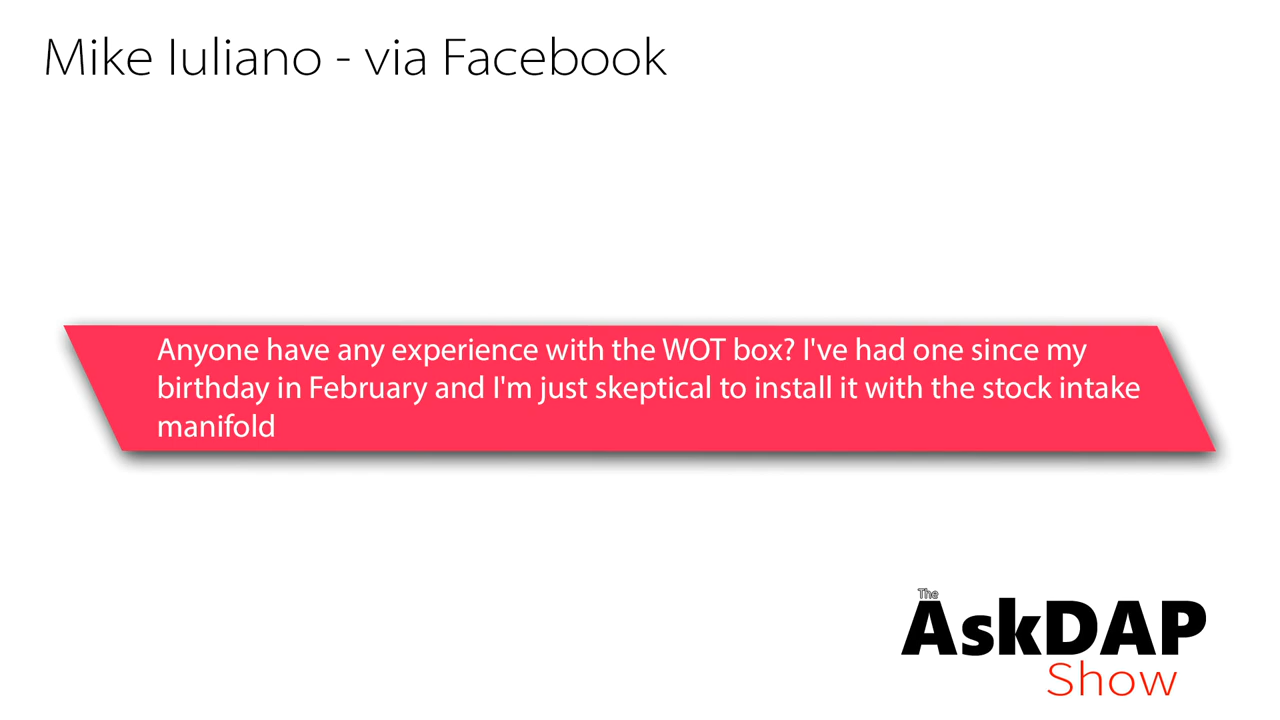 Mike Iuliano - via Facebook
Anyone have any experience with the WOT box? I've had one since my
birthday in February and I'm just skeptical to install it with the stock intake
manifold
The
AskDAP
Show